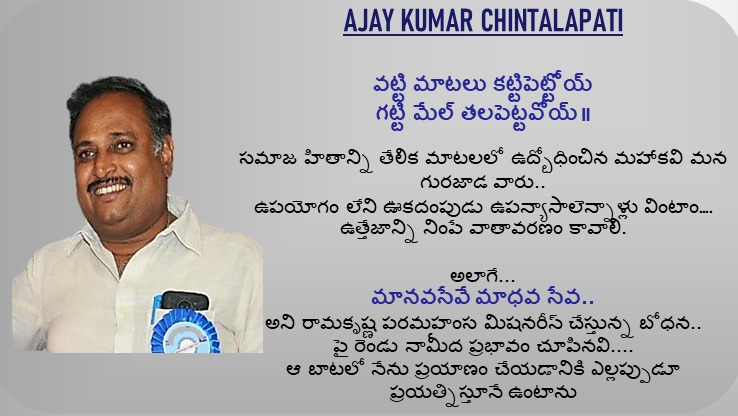 AJAY KUMAR CHINTALAPATI
వట్టి మాటలు కట్టిపెట్టోయ్
గట్టి మేల్ తలపెట్టవోయ్॥
సమాజ హితాన్ని తేలిక మాటలలో ఉద్బోధించిన మహాకవి మన
గురజాడ వారు..
ఉపయోగం లేని ఊకదంపుడు ఉపన్యాసాలెన్నాళ్లు వింటాం....
ఉత్తేజాన్ని నింపే వాతావరణం కావాలి.
అలాగే...
మానవసేవే మాధవ సేవ..
అని రామకృష్ణ పరమహంస మిషనరీస్ చేస్తున్న బోధన..
పై రెండు నామీద ప్రభావం చూపినవి....
ఆ బాటలో నేను ప్రయాణం చేయడానికి ఎల్లప్పుడూ
ప్రయత్నిస్తూనే ఉంటాను